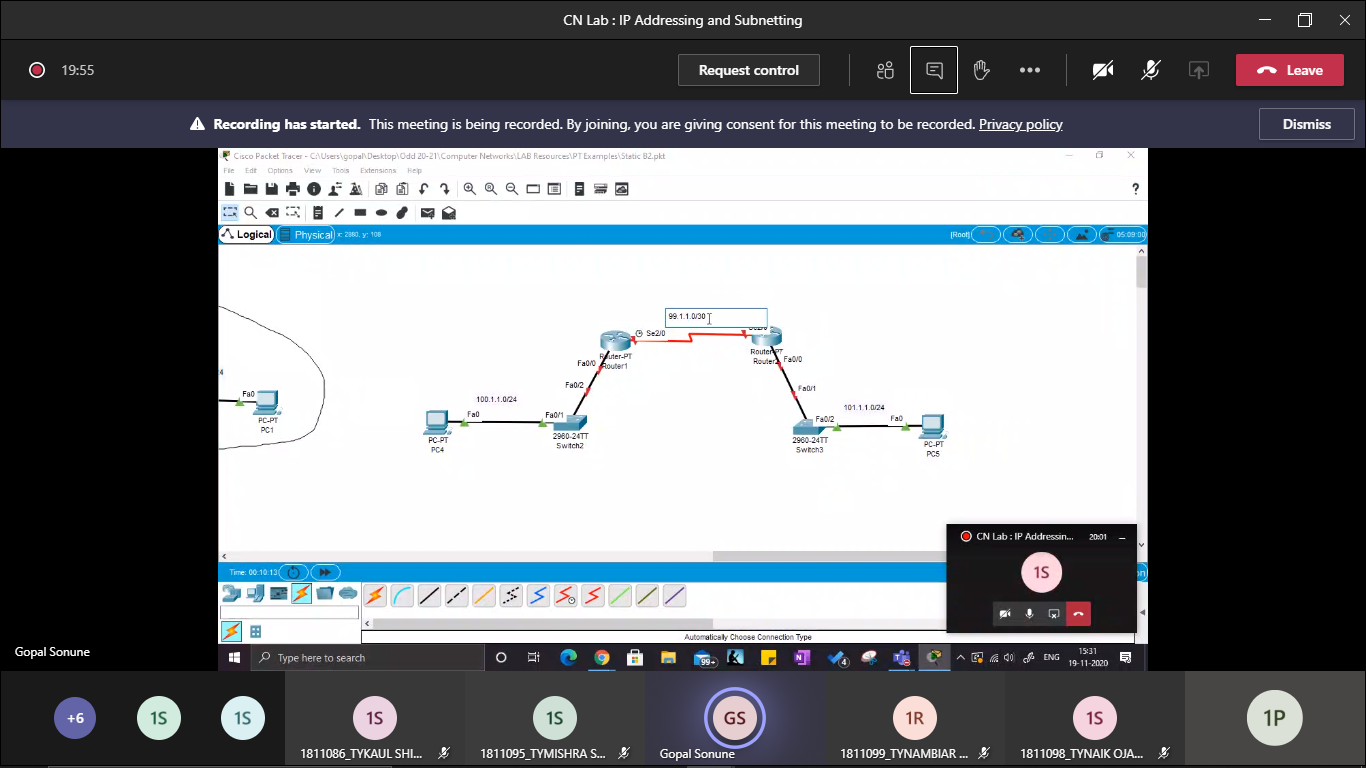 CN Lab : IP Addressing and Subnetting
19:55
Request control
Leave
Recording has started. This meeting is being recorded. By joining, you are giving consent for this meeting to be recorded. Privacy policy
Dismiss
Cisco Packet Tracer - C:\Users\gopal\Desktop\Odd 20-21\Computer Networks\LAB Resources\PT Examples\Static B2.pkt
File Edit Options View Tools Extensions Help
?
Logical
Physical
x: 2860, y: 108
[Root]
05:09:00
99.1.1.0/30
Se2/0
Router-PT
Router1
Router-PT
Fa0/0
Fa0/0
Fa0/2
Fa0/1
Fa0
PC-PT
PC1
100.1.1.0/24
101.1.1.0/24
Fa0
Fa0/1
Fa0/2
Fa0
PC-PT
PC4
2960-24TT
Switch2
2960-24TT
Switch3
PC-PT
PC5
CN Lab : IP Addressin...
20:01
1S
Time: 00:10:13
Automatically Choose Connection Type
Gopal Sonune
Type here to search
99+
4
ENG
15:31
19-11-2020
+6
1S
1S
1S
1811086_TYKAUL SHI...
1S
1811095_TYMISHRA S...
GS
Gopal Sonune
1R
1811099_TYNAMBIAR ...
1S
1811098_TYNAIK OJA...
1P